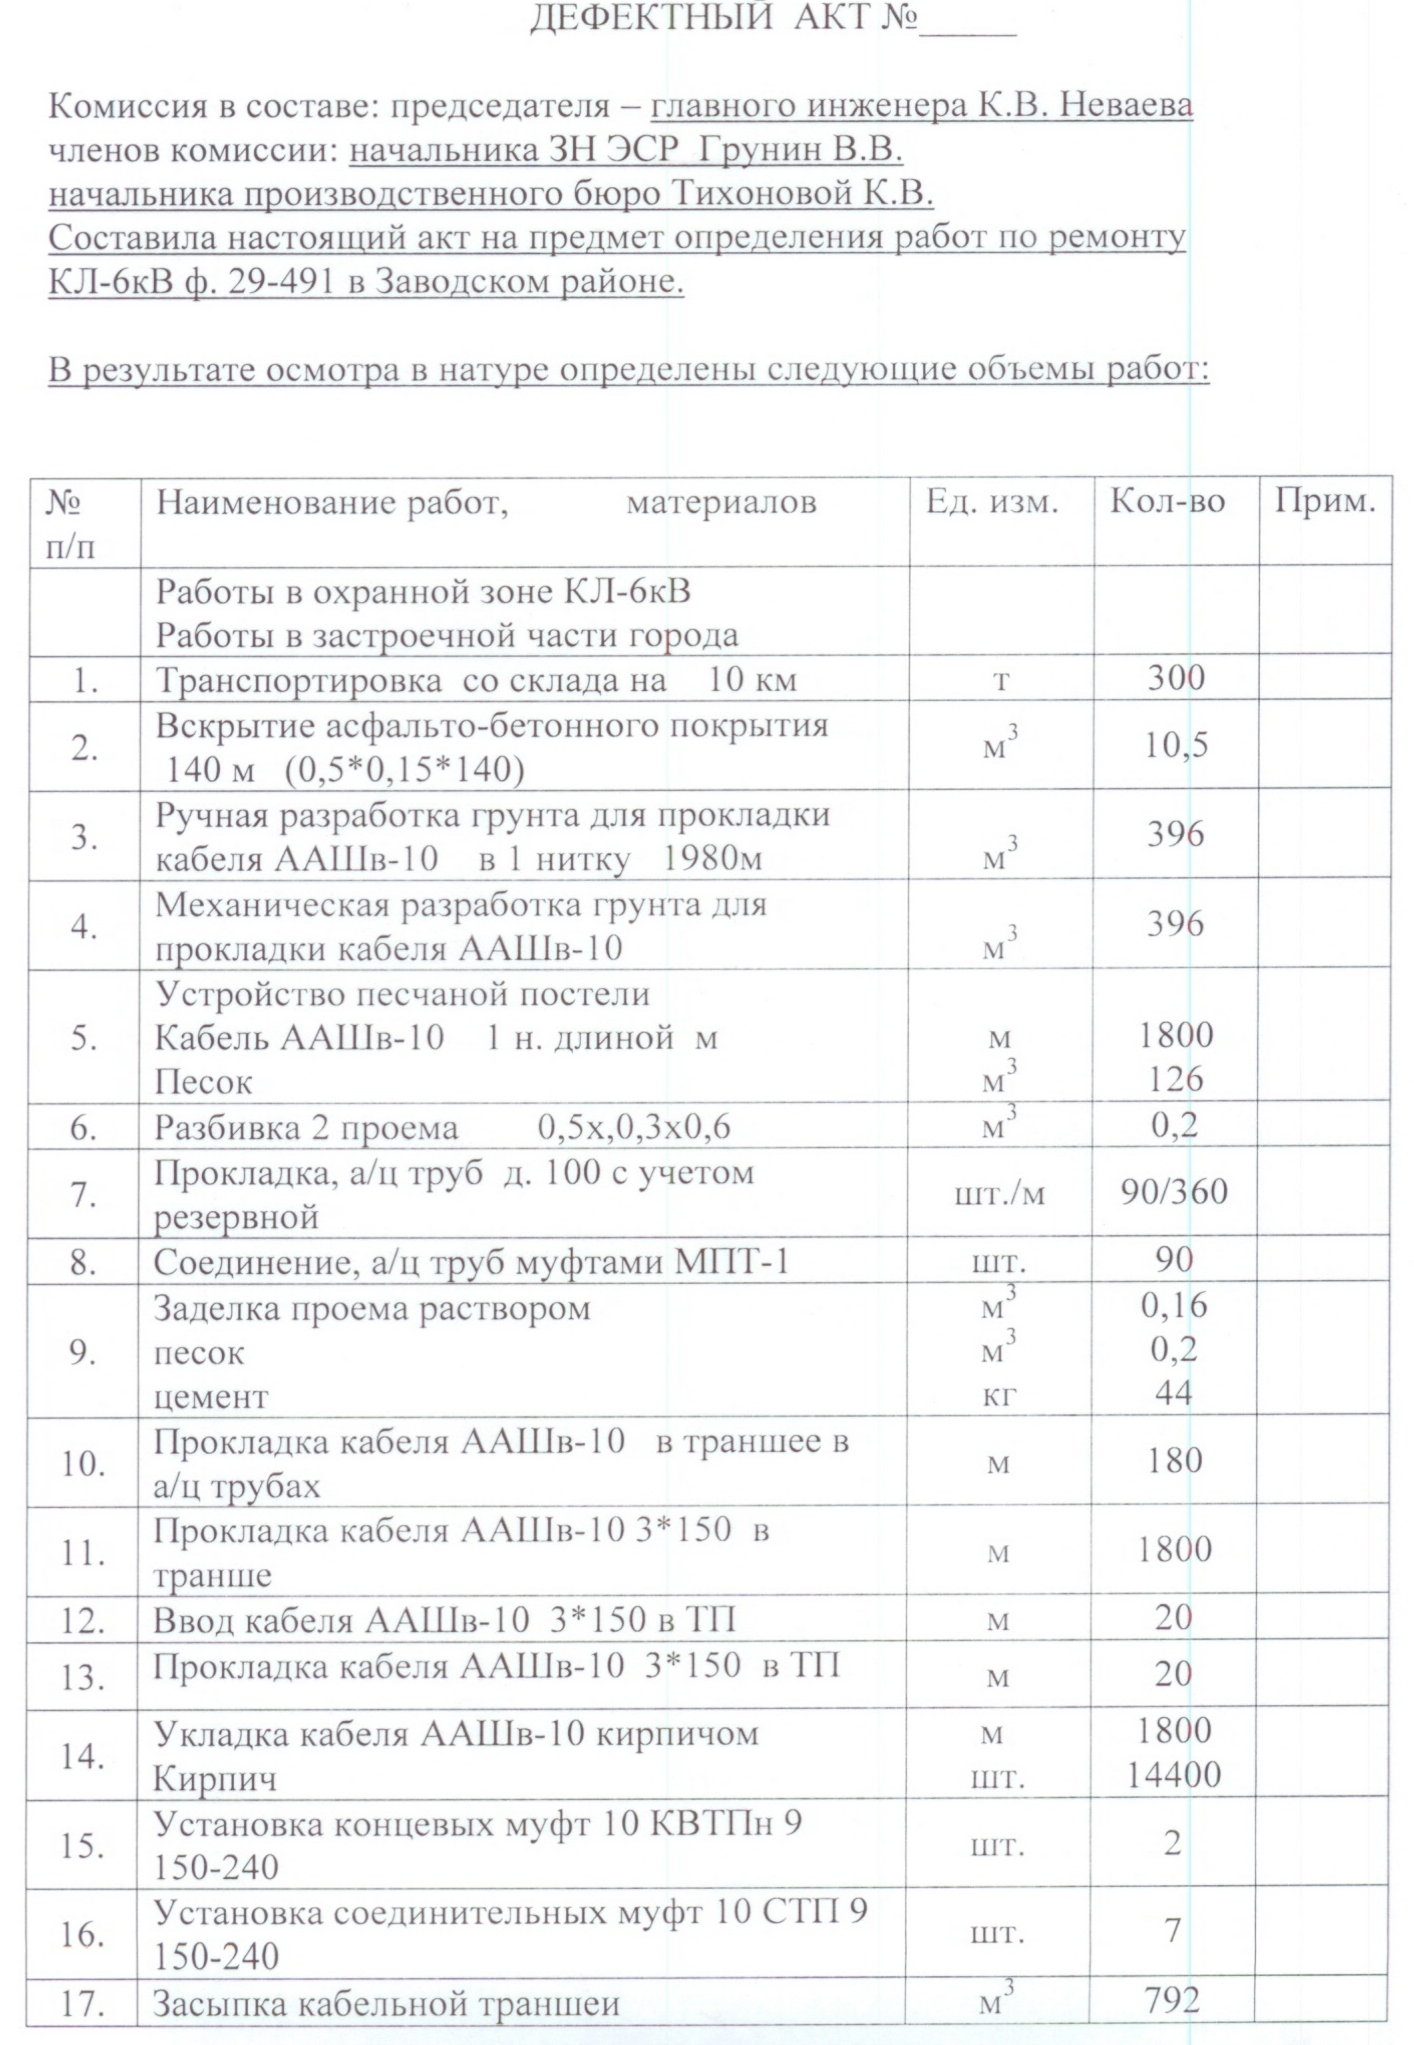 ДЕФЕКТНЫЙ АКТ №_____
Комиссия в составе: председателя – главного инженера К.В. Неваева
членов комиссии: начальника ЗН ЭСР Грунин В.В.
начальника производственного бюро Тихоновой К.В.
Составила настоящий акт на предмет определения работ по ремонту
КЛ-6кВ ф. 29-491 в Заводском районе.
В результате осмотра в натуре определены следующие объемы работ:
№ Наименование работ, материалов Ед. изм. Кол-во Прим.
п/п
Работы в охранной зоне КЛ-6кВ
Работы в застроечной части города
1. Транспортировка со склада на 10 км т 300
2. Вскрытие асфальто-бетонного покрытия м³ 10,5
140 м (0,5*0,15*140)
3. Ручная разработка грунта для прокладки 396
кабеля ААШв-10 в 1 нитку 1980м м³
4. Механическая разработка грунта для 396
прокладки кабеля ААШв-10 м³
Устройство песчаной постели
5. Кабель ААШв-10 1 н. длиной м м 1800
Песок м³ 126
6. Разбивка 2 проема 0,5х,0,3х0,6 м³ 0,2
7. Прокладка, а/ц труб д. 100 с учетом шт./м 90/360
резервной
8. Соединение, а/ц труб муфтами МПТ-1 шт. 90
Заделка проема раствором м³ 0,16
9. песок м³ 0,2
цемент кг 44
10. Прокладка кабеля ААШв-10 в траншее в м 180
а/ц трубах
11. Прокладка кабеля ААШв-10 3*150 в м 1800
транше
12. Ввод кабеля ААШв-10 3*150 в ТП м 20
13. Прокладка кабеля ААШв-10 3*150 в ТП м 20
14. Укладка кабеля ААШв-10 кирпичом м 1800
Кирпич шт. 14400
15. Установка концевых муфт 10 КВТПн 9 шт. 2
150-240
16. Установка соединительных муфт 10 СТП 9 шт. 7
150-240
17. Засыпка кабельной траншеи м³ 792